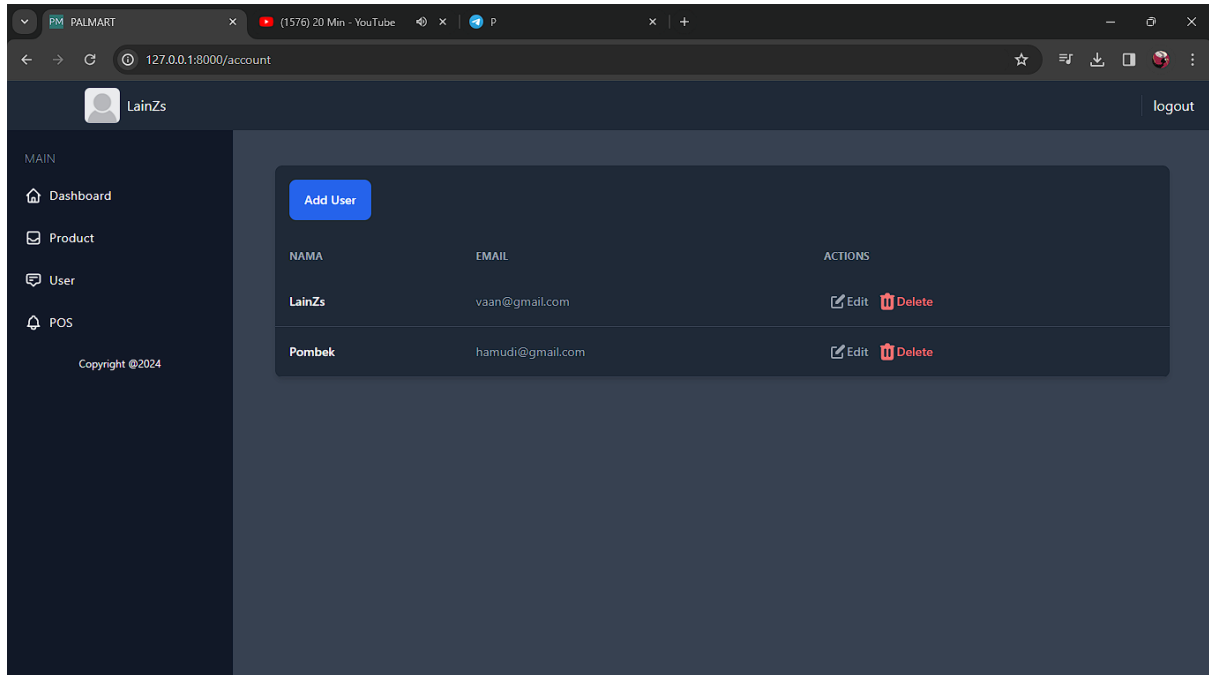 PM PALMART (1576) 20 Min - YouTube P
127.0.0.1:8000/account
LainZs logout
MAIN
Dashboard
Product
User
POS
Copyright @2024
Add User
NAMA EMAIL ACTIONS
LainZs vaan@gmail.com Edit Delete
Pombek hamudi@gmail.com Edit Delete